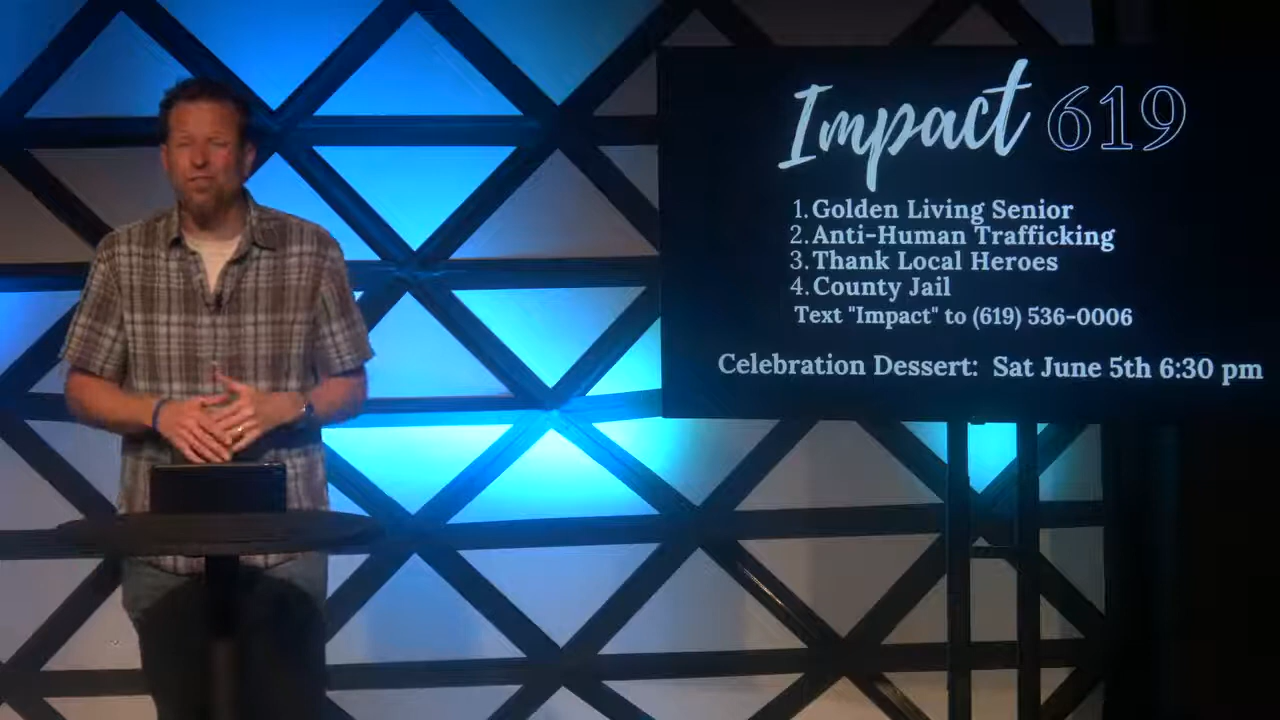 Impact 619
1. Golden Living Senior
2. Anti-Human Trafficking
3. Thank Local Heroes
4. County Jail
Text "Impact" to (619) 536-0006
Celebration Dessert: Sat June 5th 6:30 pm